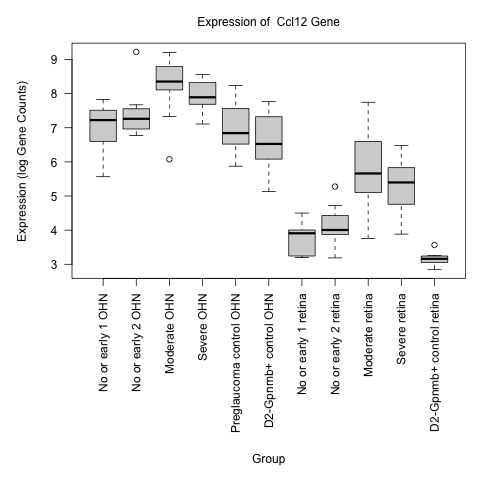 Expression of Ccl12 Gene
Expression (log Gene Counts)
9
8
7
6
5
4
3
No or early 1 OHN
No or early 2 OHN
Moderate OHN
Severe OHN
Preglaucoma control OHN
D2-Gpnmb+ control OHN
No or early 1 retina
No or early 2 retina
Moderate retina
Severe retina
D2-Gpnmb+ control retina
Group